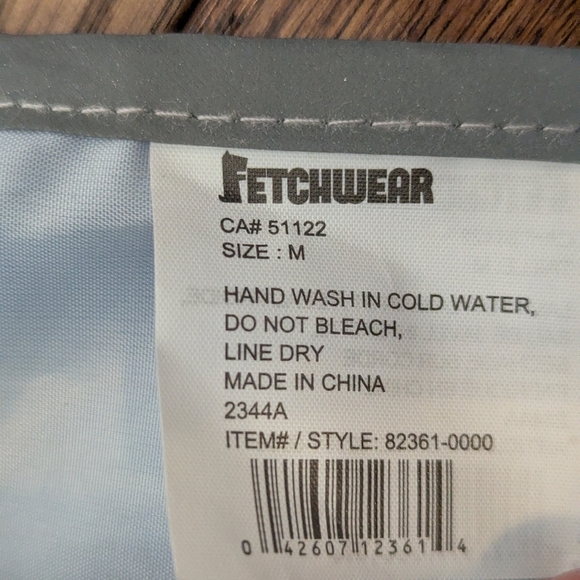 FETCHWEAR
CA# 51122
SIZE : M
HAND WASH IN COLD WATER,
DO NOT BLEACH,
LINE DRY
MADE IN CHINA
2344A
ITEM# / STYLE: 82361-0000
0 42607 12361 4